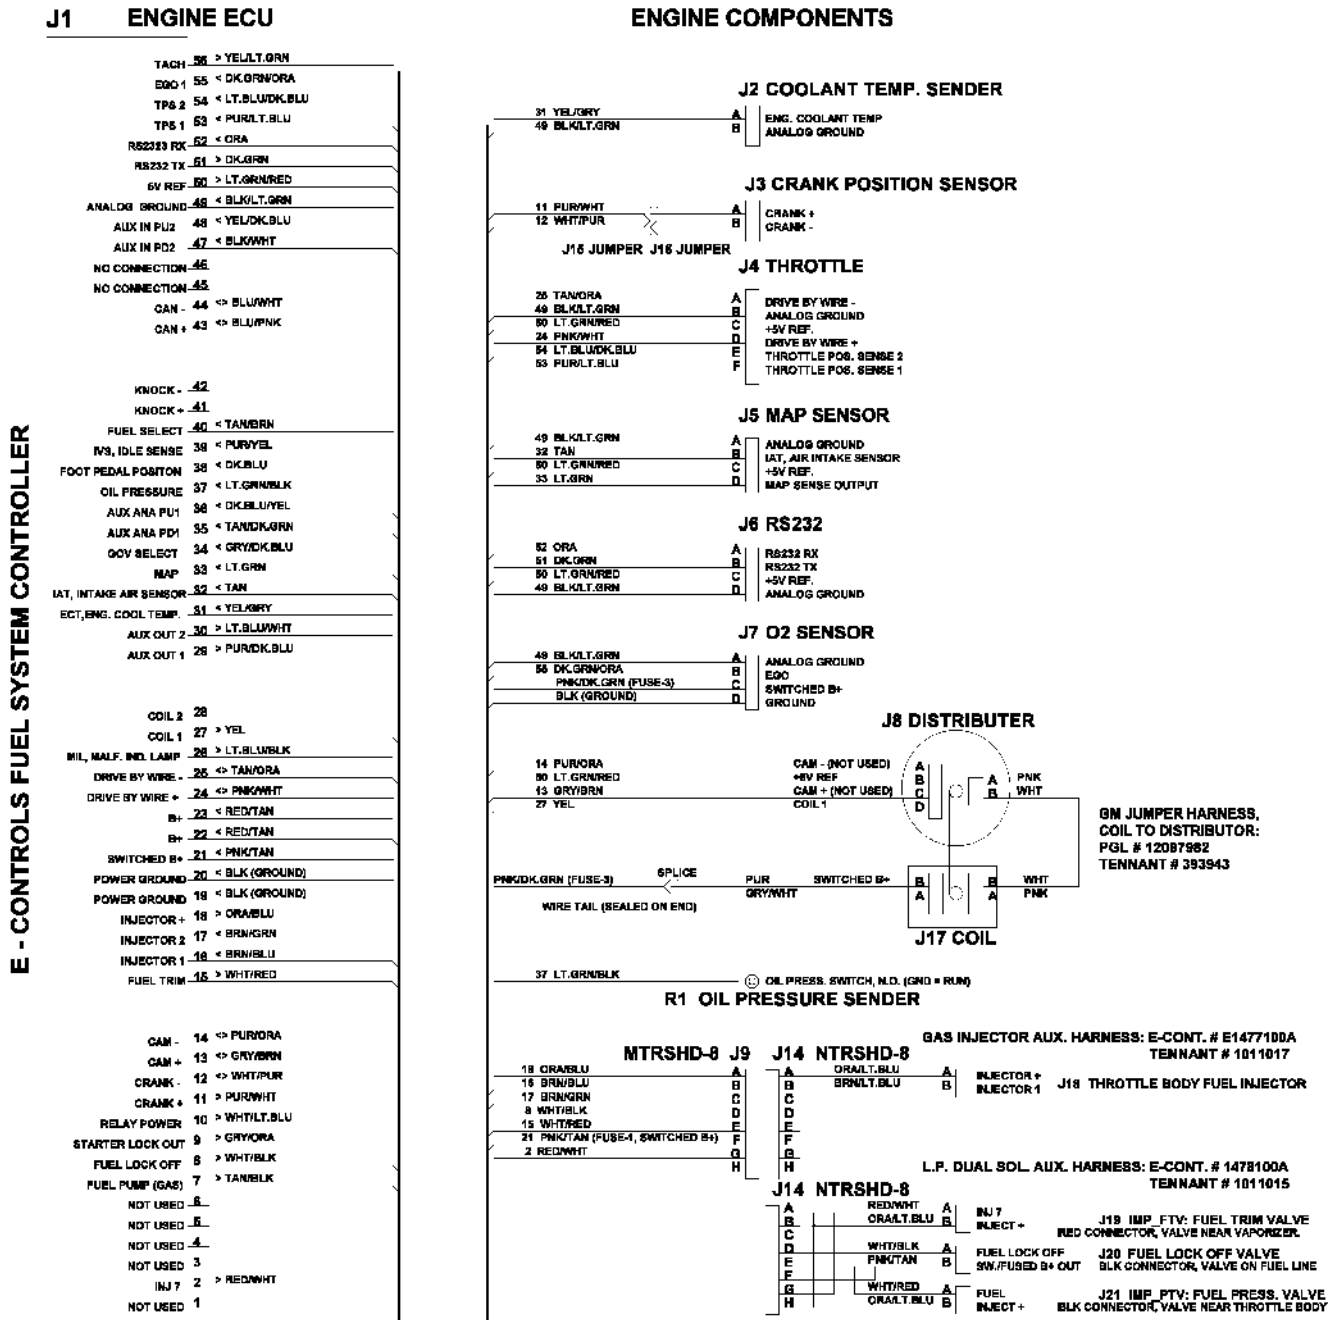 J1 ENGINE ECU
ENGINE COMPONENTS
E - CONTROLS FUEL SYSTEM CONTROLLER
TACH 56 > YEL/LT.GRN
EGO 1 55 < DK.GRN/ORA
TPS 2 54 < LT.BLU/DK.BLU
TPS 1 53 < PUR/LT.BLU
RS2323 RX 52 < ORA
RS232 TX 51 > DK.GRN
5V REF 50 > LT.GRN/RED
ANALOG GROUND 49 < BLK/LT.GRN
AUX IN PU2 48 < YEL/DK.BLU
AUX IN PD2 47 < BLK/WHT
NO CONNECTION 46
NO CONNECTION 45
CAN - 44 <> BLU/WHT
CAN + 43 <> BLU/PNK
KNOCK - 42
KNOCK + 41
FUEL SELECT 40 < TAN/BRN
IVS, IDLE SENSE 39 < PUR/YEL
FOOT PEDAL POSITON 38 < DK.BLU
OIL PRESSURE 37 < LT.GRN/BLK
AUX ANA PU1 36 < DK.BLU/YEL
AUX ANA PD1 35 < TAN/DK.GRN
GOV SELECT 34 < GRY/DK.BLU
MAP 33 < LT.GRN
IAT, INTAKE AIR SENSOR 32 < TAN
ECT,ENG. COOL TEMP. 31 < YEL/GRY
AUX OUT 2 30 > LT.BLU/WHT
AUX OUT 1 29 > PUR/DK.BLU
COIL 2 28
COIL 1 27 > YEL
MIL, MALF. IND. LAMP 26 > LT.BLU/BLK
DRIVE BY WIRE - 25 <> TAN/ORA
DRIVE BY WIRE + 24 <> PNK/WHT
B+ 23 < RED/TAN
B+ 22 < RED/TAN
SWITCHED B+ 21 < PNK/TAN
POWER GROUND 20 < BLK (GROUND)
POWER GROUND 19 < BLK (GROUND)
INJECTOR + 18 > ORA/BLU
INJECTOR 2 17 < BRN/GRN
INJECTOR 1 16 < BRN/BLU
FUEL TRIM 15 > WHT/RED
CAM - 14 <> PUR/ORA
CAM + 13 <> GRY/BRN
CRANK - 12 <> WHT/PUR
CRANK + 11 > PUR/WHT
RELAY POWER 10 > WHT/LT.BLU
STARTER LOCK OUT 9 > GRY/ORA
FUEL LOCK OFF 8 > WHT/BLK
FUEL PUMP (GAS) 7 > TAN/BLK
NOT USED 6
NOT USED 5
NOT USED 4
NOT USED 3
INJ 7 2 > RED/WHT
NOT USED 1
J2 COOLANT TEMP. SENDER
31 YEL/GRY A ENG. COOLANT TEMP
49 BLK/LT.GRN B ANALOG GROUND
J3 CRANK POSITION SENSOR
11 PUR/WHT A CRANK +
12 WHT/PUR B CRANK -
J15 JUMPER J16 JUMPER
J4 THROTTLE
25 TAN/ORA A DRIVE BY WIRE -
49 BLK/LT.GRN B ANALOG GROUND
50 LT.GRN/RED C +5V REF.
24 PNK/WHT D DRIVE BY WIRE +
54 LT.BLU/DK.BLU E THROTTLE POS. SENSE 2
53 PUR/LT.BLU F THROTTLE POS. SENSE 1
J5 MAP SENSOR
49 BLK/LT.GRN A ANALOG GROUND
32 TAN B IAT, AIR INTAKE SENSOR
50 LT.GRN/RED C +5V REF.
33 LT.GRN D MAP SENSE OUTPUT
J6 RS232
52 ORA A RS232 RX
51 DK.GRN B RS232 TX
50 LT.GRN/RED C +5V REF.
49 BLK/LT.GRN D ANALOG GROUND
J7 O2 SENSOR
49 BLK/LT.GRN A ANALOG GROUND
55 DK.GRN/ORA B EGO
PNK/DK.GRN (FUSE-3) C SWITCHED B+
BLK (GROUND) D GROUND
J8 DISTRIBUTER
14 PUR/ORA CAM - (NOT USED) A
50 LT.GRN/RED +5V REF B A PNK
13 GRY/BRN CAM + (NOT USED) C B WHT
27 YEL COIL 1 D
GM JUMPER HARNESS,
COIL TO DISTRIBUTOR:
PGL # 12087982
TENNANT # 393943
PNK/DK.GRN (FUSE-3) SPLICE PUR SWITCHED B+ B B WHT
GRY/WHT A A PNK
WIRE TAIL (SEALED ON END)
J17 COIL
37 LT.GRN/BLK OIL PRESS. SWITCH, N.O. (GND = RUN)
R1 OIL PRESSURE SENDER
GAS INJECTOR AUX. HARNESS: E-CONT. # E1477100A
TENNANT # 1011017
MTRSHD-8 J9 J14 NTRSHD-8
18 ORA/BLU A A ORA/LT.BLU A INJECTOR +
16 BRN/BLU B B BRN/LT.BLU B INJECTOR 1
J18 THROTTLE BODY FUEL INJECTOR
17 BRN/GRN C C
8 WHT/BLK D D
15 WHT/RED E E
21 PNK/TAN (FUSE-1, SWITCHED B+) F F
2 RED/WHT G G
H H
L.P. DUAL SOL. AUX. HARNESS: E-CONT. # 1478100A
TENNANT # 1011015
J14 NTRSHD-8
A RED/WHT A INJ 7
B ORA/LT.BLU B INJECT +
J19 IMP_FTV: FUEL TRIM VALVE
RED CONNECTOR, VALVE NEAR VAPORIZER.
C
D WHT/BLK A FUEL LOCK OFF
E PNK/TAN B SW./FUSED B+ OUT
J20 FUEL LOCK OFF VALVE
BLK CONNECTOR, VALVE ON FUEL LINE
F
G WHT/RED A FUEL
H ORA/LT.BLU B INJECT +
J21 IMP_PTV: FUEL PRESS. VALVE
BLK CONNECTOR, VALVE NEAR THROTTLE BODY